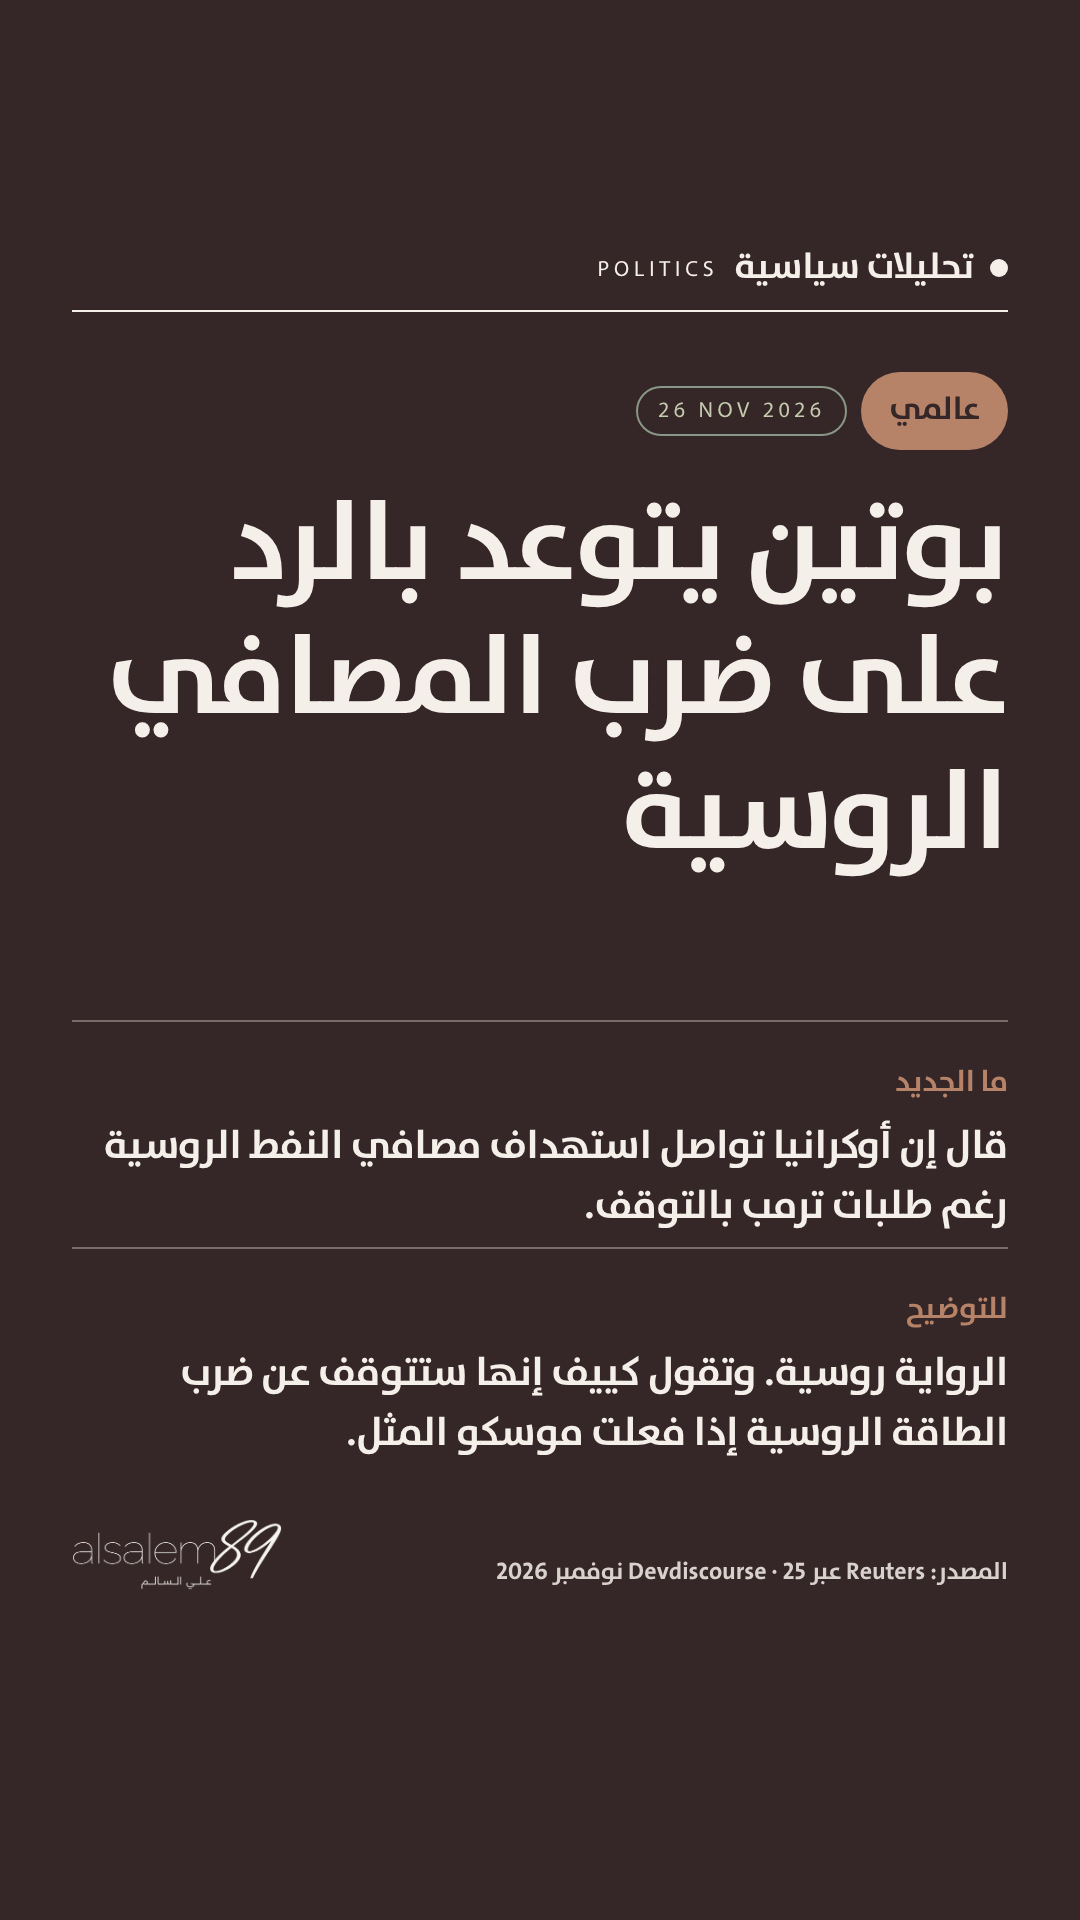 تحليلات سياسية POLITICS
عالمي 26 NOV 2026
بوتين يتوعد بالرد
على ضرب المصافي
الروسية
ما الجديد
قال إن أوكرانيا تواصل استهداف مصافي النفط الروسية
رغم طلبات ترمب بالتوقف.
للتوضيح
الرواية روسية. وتقول كييف إنها ستتوقف عن ضرب
الطاقة الروسية إذا فعلت موسكو المثل.
المصدر: Reuters عبر Devdiscourse · 25 نوفمبر 2026
alsalem89
علي السالم